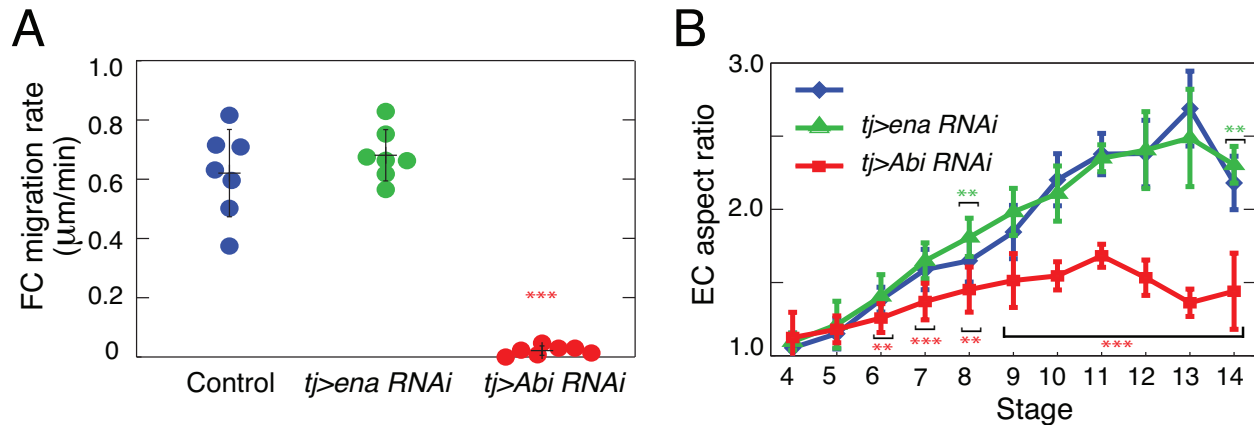 A
FC migration rate
(μm/min)
1.0
0.8
0.6
0.4
0.2
0
***
Control
tj>ena RNAi
tj>Abi RNAi
B
EC aspect ratio
3.0
2.0
1.0
tj>ena RNAi
tj>Abi RNAi
**
**
**
***
**
***
4 5 6 7 8 9 10 11 12 13 14
Stage